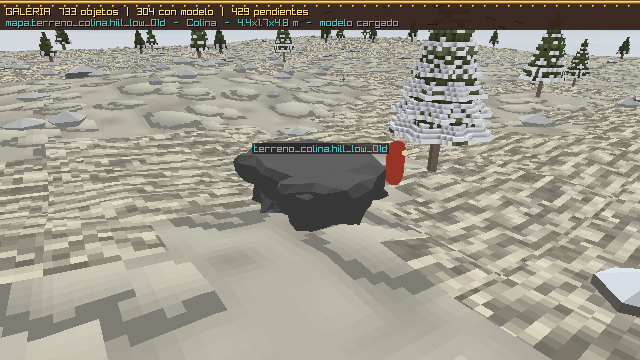 GALERIA 733 objetos | 304 con modelo | 429 pendientes
mapa.terreno_colina.hill_low_01d - Colina - 4.4x1.7x4.8 m - modelo cargado
terreno_colina.hill_low_01d